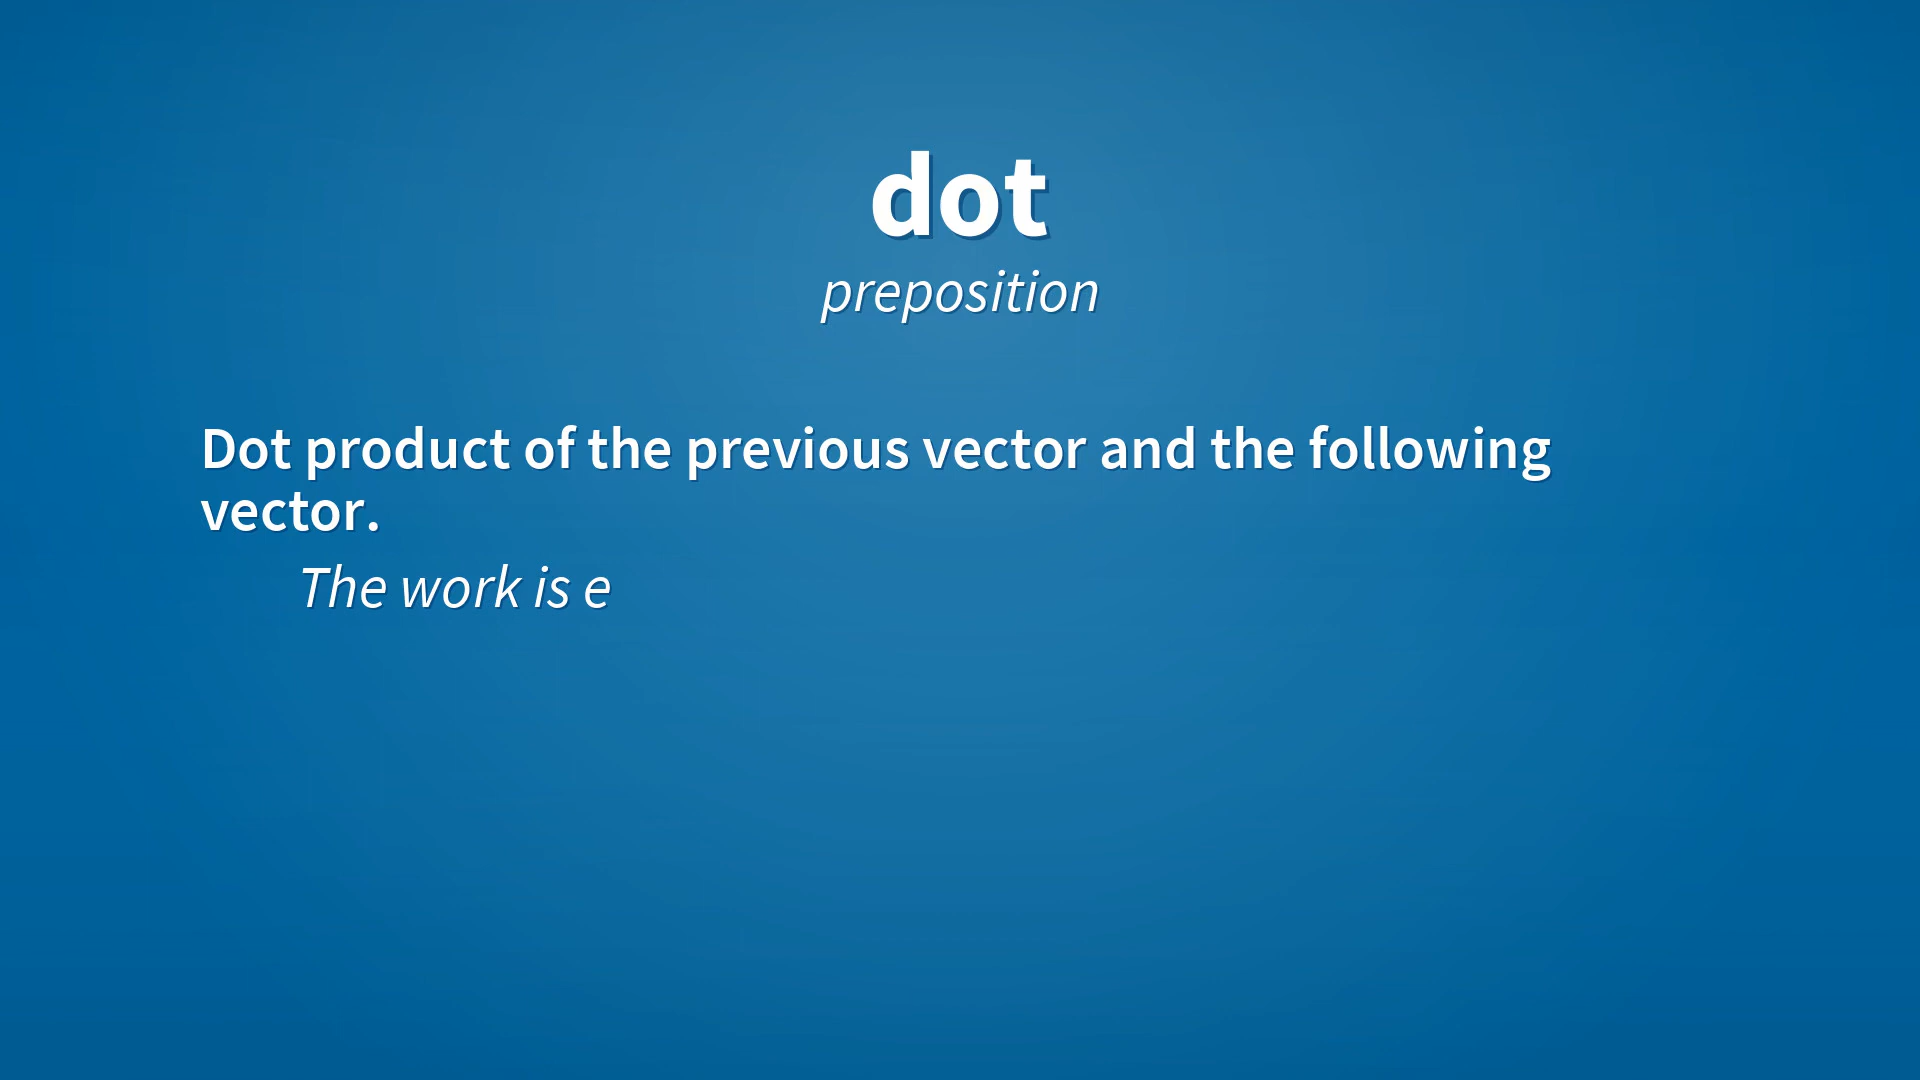 dot
preposition
Dot product of the previous vector and the following
vector.
The work is e